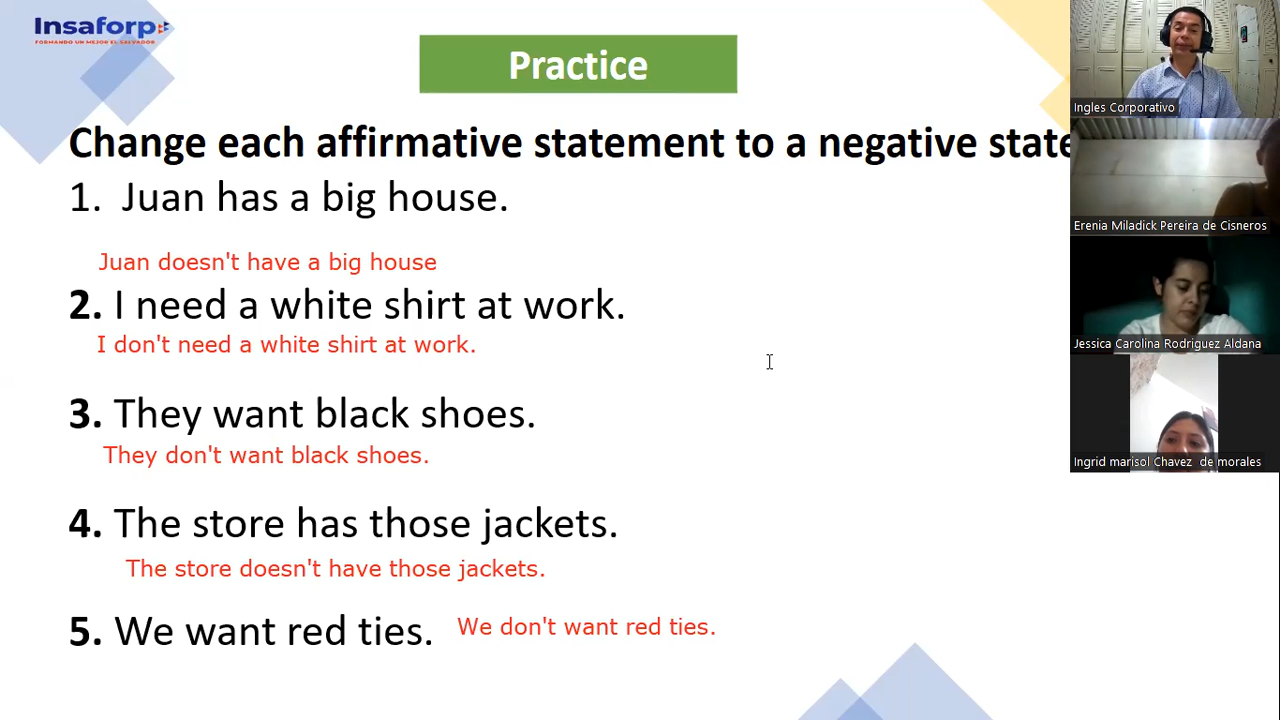 Insaforp
FORMANDO UN MEJOR EL SALVADOR
Practice
Change each affirmative statement to a negative state
1. Juan has a big house.
Juan doesn't have a big house
2. I need a white shirt at work.
I don't need a white shirt at work.
3. They want black shoes.
They don't want black shoes.
4. The store has those jackets.
The store doesn't have those jackets.
5. We want red ties.
We don't want red ties.
Ingles Corporativo
Erenia Miladick Pereira de Cisneros
Jessica Carolina Rodriguez Aldana
Ingrid marisol Chavez de morales